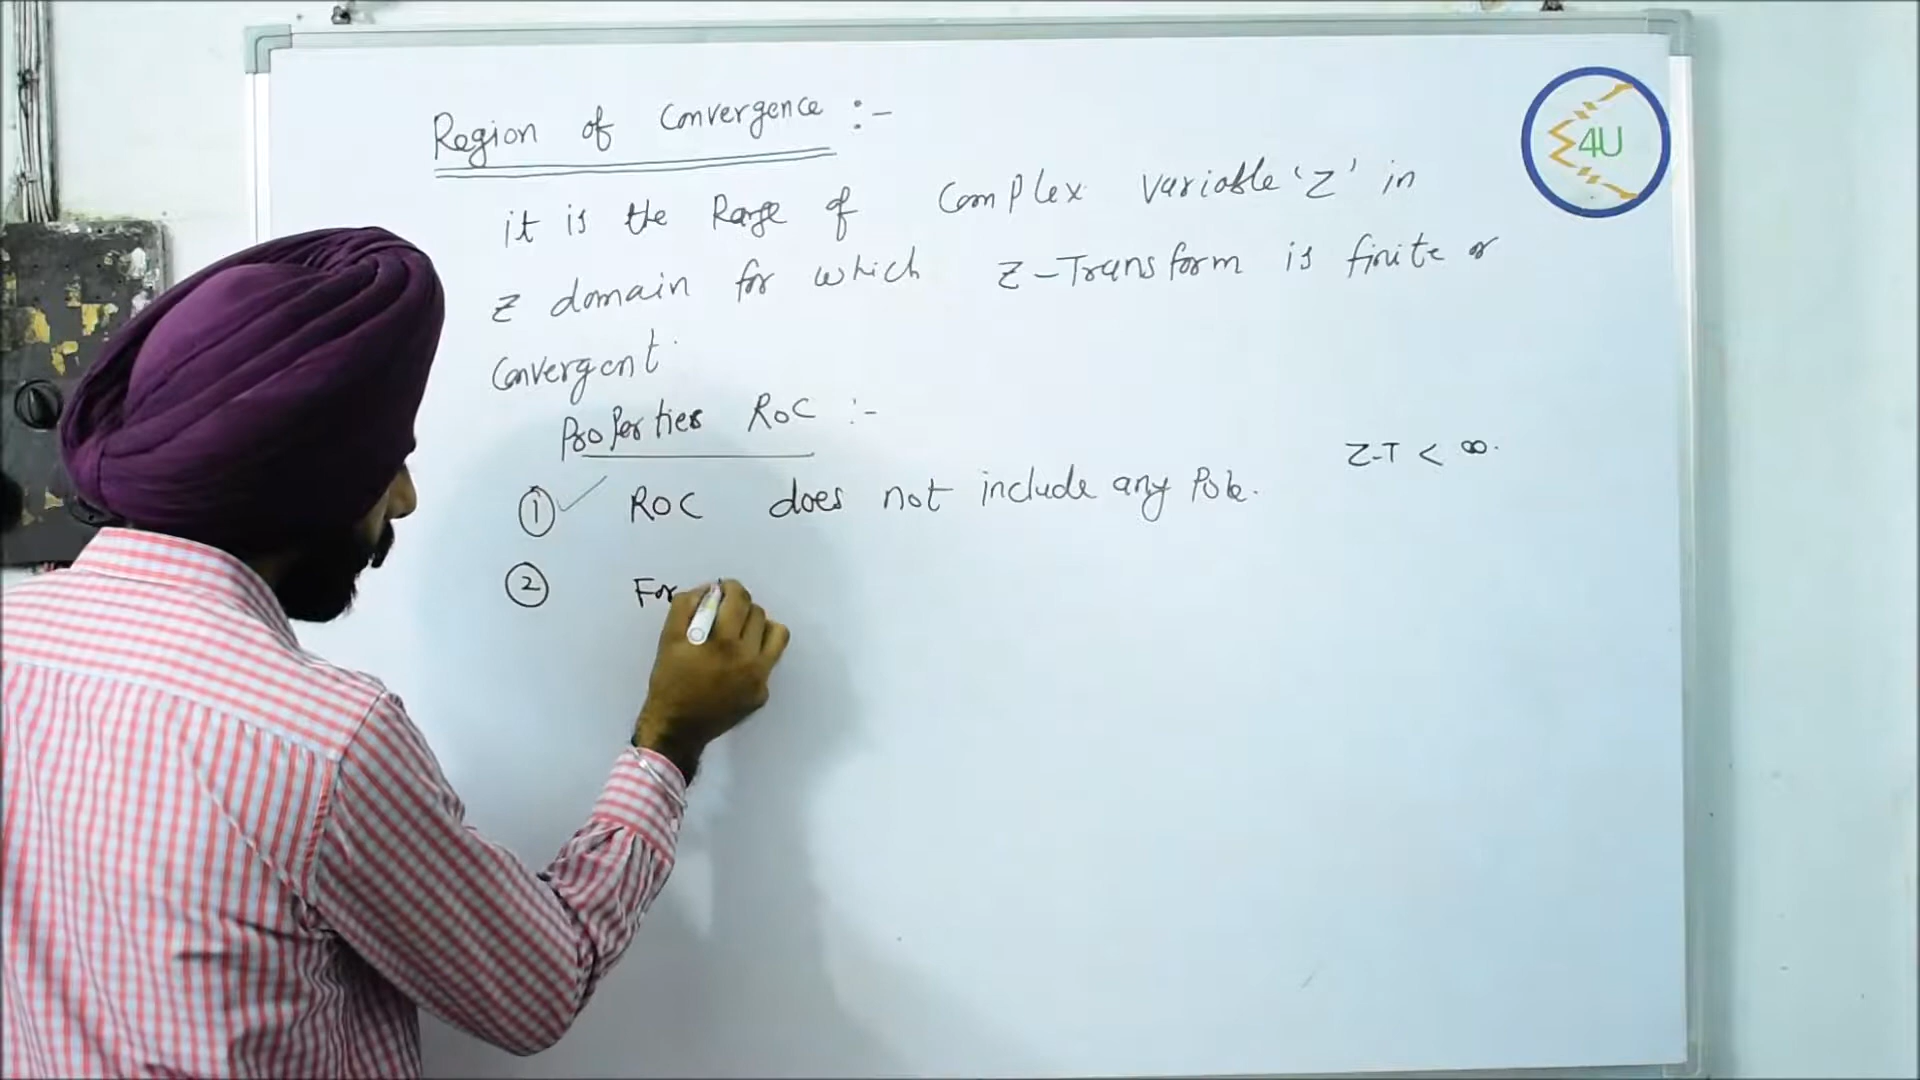 Region of Convergence :-
it is the Range of Complex variable 'Z' in
Z domain for which Z-Transform is finite or
Convergent.
Properties ROC :-
Z-T < ∞.
① ✓ ROC does not include any Pole.
② For
4U